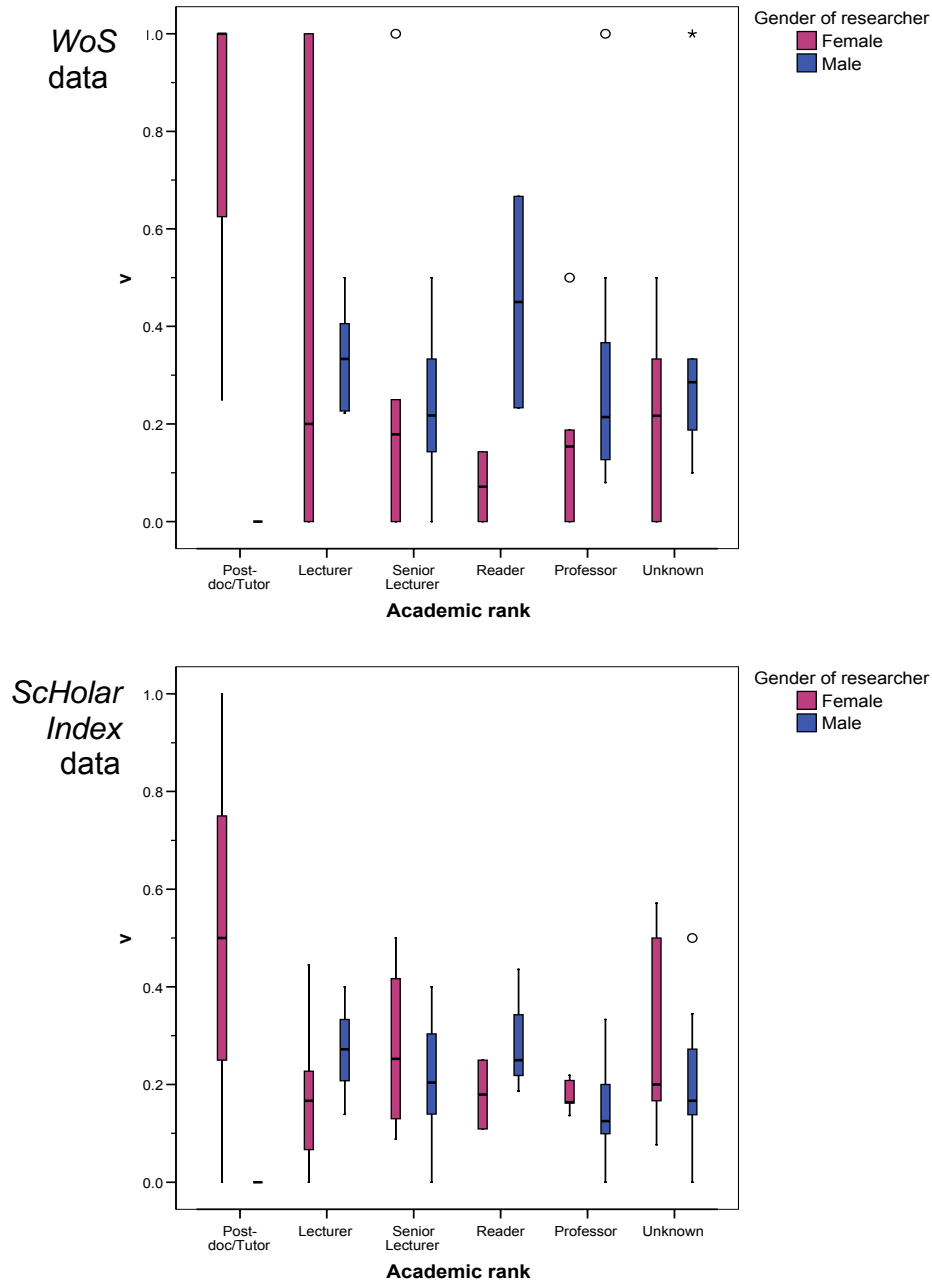 WoS
data
Gender of researcher
Female
Male
1.0
0.8
0.6
0.4
0.2
0.0
v
Post-
doc/Tutor
Lecturer
Senior
Lecturer
Reader
Professor
Unknown
Academic rank
ScHolar
Index
data
Gender of researcher
Female
Male
1.0
0.8
0.6
0.4
0.2
0.0
v
Post-
doc/Tutor
Lecturer
Senior
Lecturer
Reader
Professor
Unknown
Academic rank